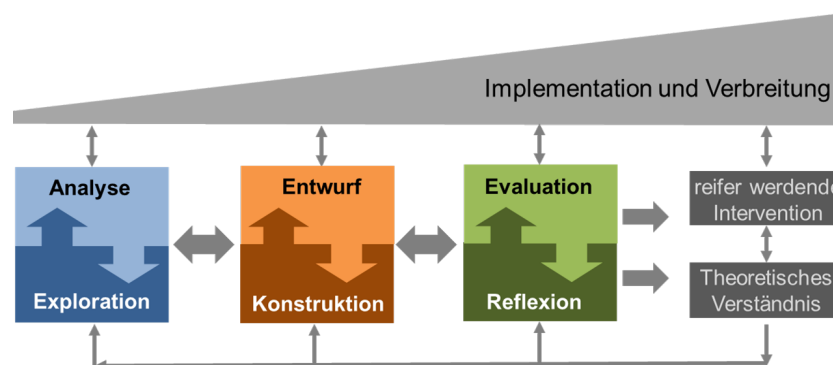 Implementation und Verbreitung
Analyse
Exploration
Entwurf
Konstruktion
Evaluation
Reflexion
reifer werdende
Intervention
Theoretisches
Verständnis